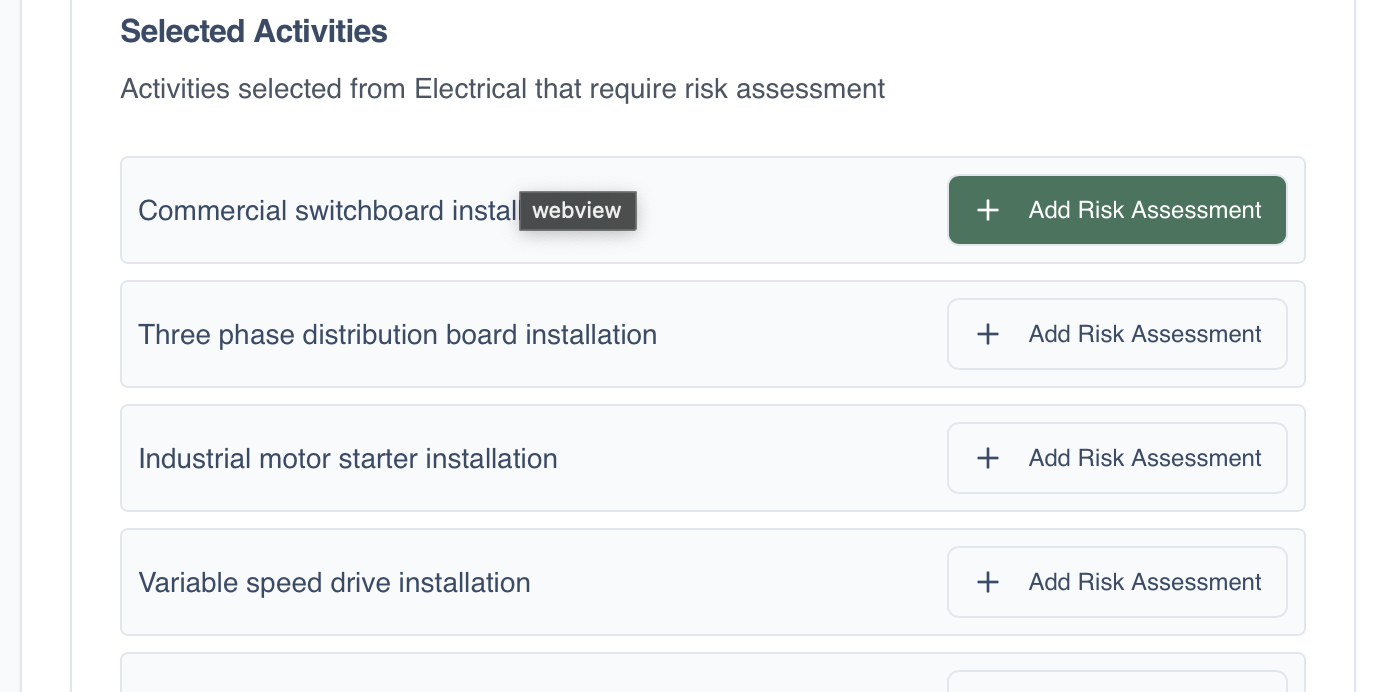 Selected Activities
Activities selected from Electrical that require risk assessment
Commercial switchboard instal
webview
+ Add Risk Assessment
Three phase distribution board installation
+ Add Risk Assessment
Industrial motor starter installation
+ Add Risk Assessment
Variable speed drive installation
+ Add Risk Assessment